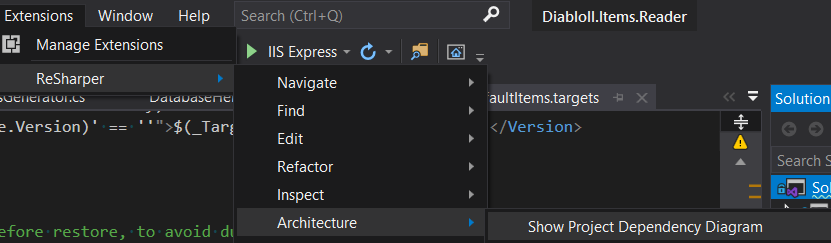 Extensions Window Help Search (Ctrl+Q) Diabloll.Items.Reader
Manage Extensions
IIS Express
ReSharper
Navigate
sGenerator.cs DatabaseHe faultItems.targets Solution
Find
e.Version)' == ''">$(_Targ </Version>
Edit
Refactor
Search S
Inspect
Sol
Architecture
efore restore, to avoid du Show Project Dependency Diagram